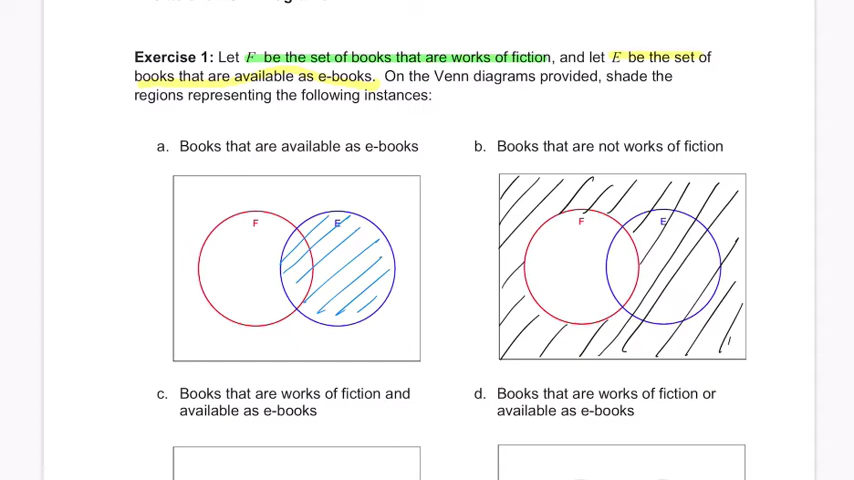 Exercise 1: Let F be the set of books that are works of fiction, and let E be the set of
books that are available as e-books. On the Venn diagrams provided, shade the
regions representing the following instances:
a. Books that are available as e-books
b. Books that are not works of fiction
F
E
F
E
c. Books that are works of fiction and
available as e-books
d. Books that are works of fiction or
available as e-books